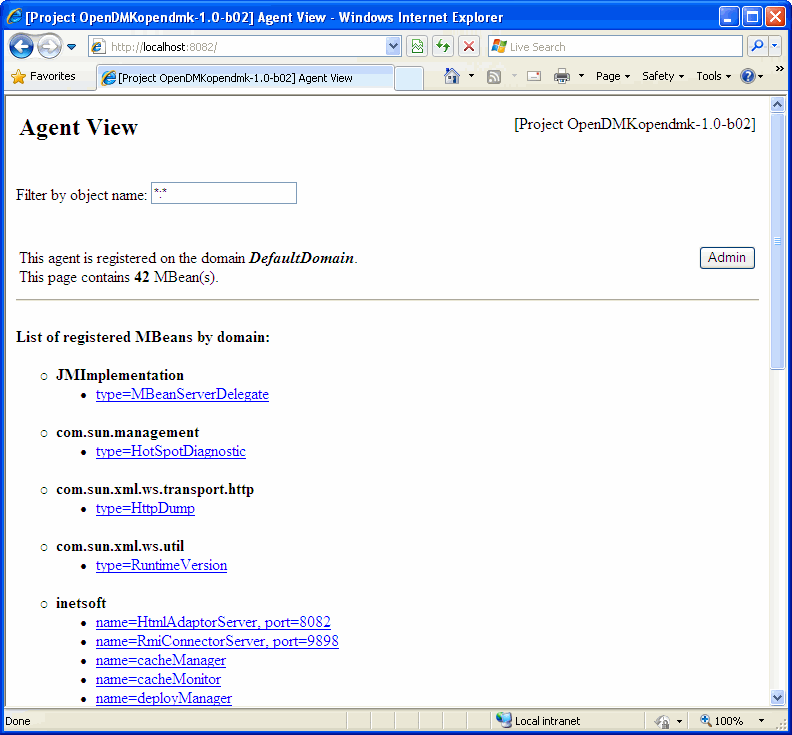 [Project OpenDMKopendmk-1.0-b02] Agent View - Windows Internet Explorer
http://localhost:8082/
Live Search
Favorites
[Project OpenDMKopendmk-1.0-b02] Agent View
Page
Safety
Tools
Agent View
[Project OpenDMKopendmk-1.0-b02]
Filter by object name: *:*
This agent is registered on the domain DefaultDomain.
This page contains 42 MBean(s).
Admin
List of registered MBeans by domain:
JMImplementation
type=MBeanServerDelegate
com.sun.management
type=HotSpotDiagnostic
com.sun.xml.ws.transport.http
type=HttpDump
com.sun.xml.ws.util
type=RuntimeVersion
inetsoft
name=HtmlAdaptorServer, port=8082
name=RmiConnectorServer, port=9898
name=cacheManager
name=cacheMonitor
name=deployManager
Done
Local intranet
100%